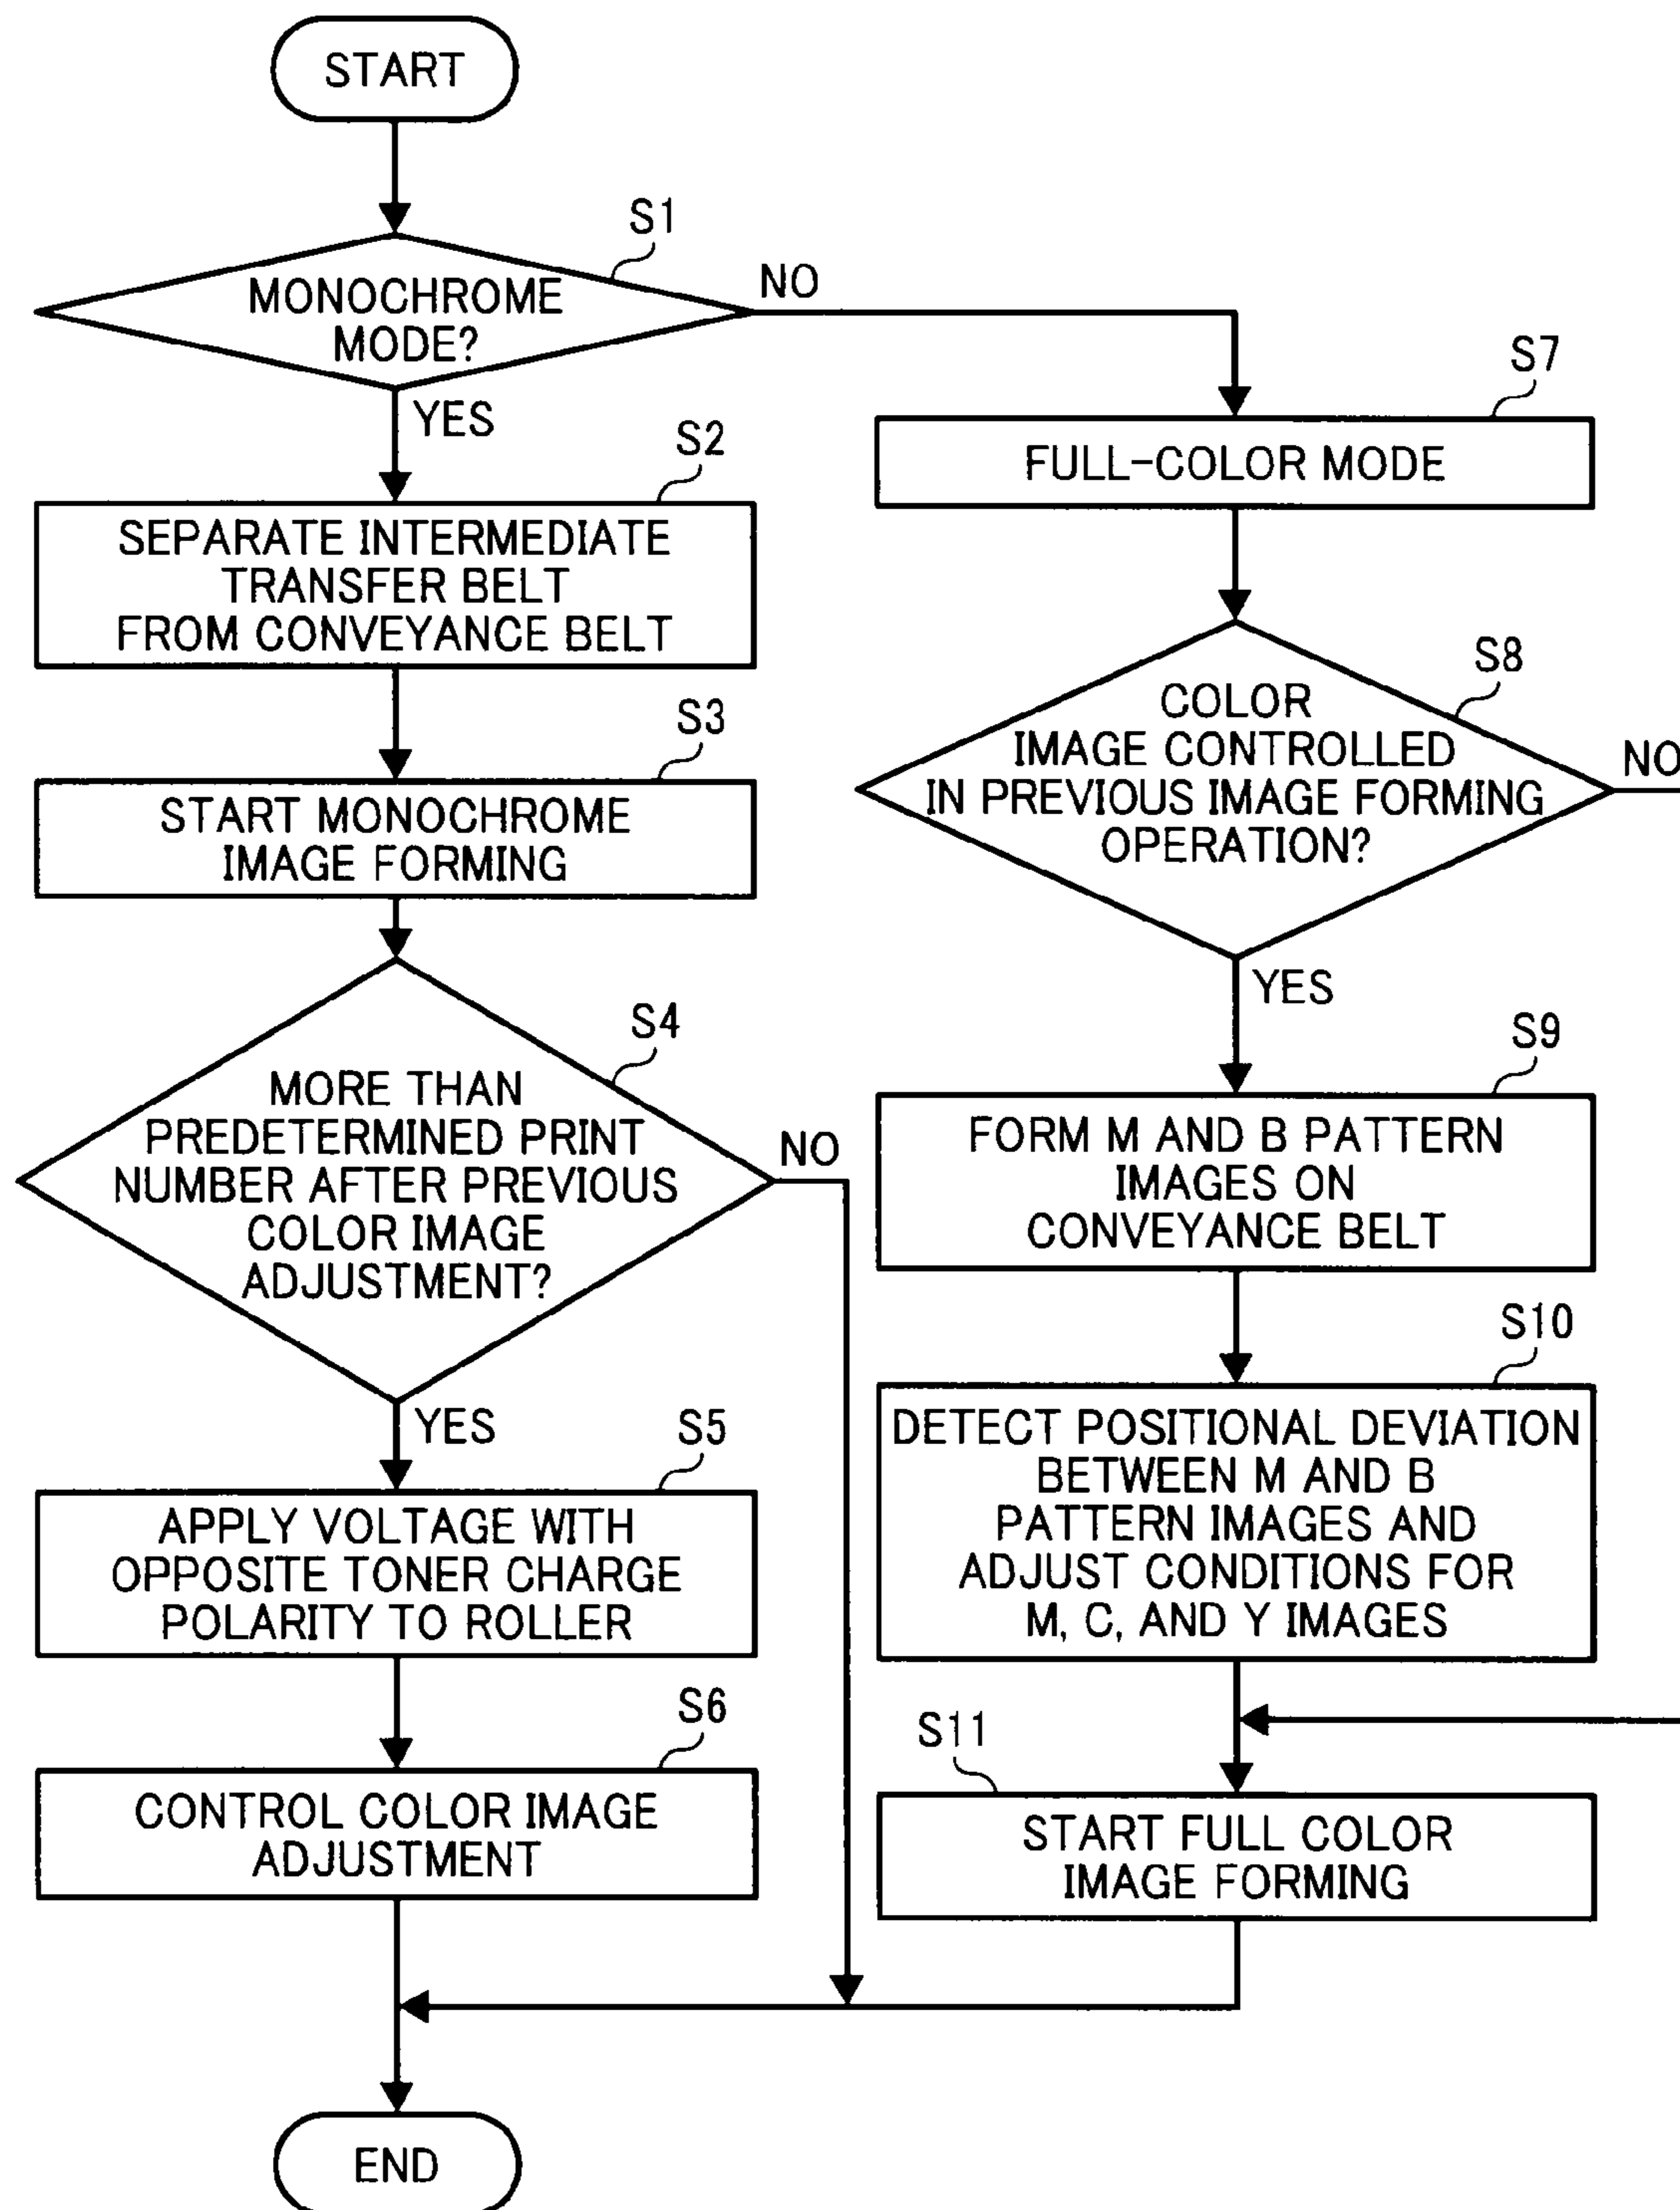 START
S1
MONOCHROME
MODE?
NO
YES
S2
SEPARATE INTERMEDIATE
TRANSFER BELT
FROM CONVEYANCE BELT
S3
START MONOCHROME
IMAGE FORMING
S4
MORE THAN
PREDETERMINED PRINT
NUMBER AFTER PREVIOUS
COLOR IMAGE
ADJUSTMENT?
NO
YES
S5
APPLY VOLTAGE WITH
OPPOSITE TONER CHARGE
POLARITY TO ROLLER
S6
CONTROL COLOR IMAGE
ADJUSTMENT
END
S7
FULL-COLOR MODE
S8
COLOR
IMAGE CONTROLLED
IN PREVIOUS IMAGE FORMING
OPERATION?
NO
YES
S9
FORM M AND B PATTERN
IMAGES ON
CONVEYANCE BELT
S10
DETECT POSITIONAL DEVIATION
BETWEEN M AND B
PATTERN IMAGES AND
ADJUST CONDITIONS FOR
M, C, AND Y IMAGES
S11
START FULL COLOR
IMAGE FORMING